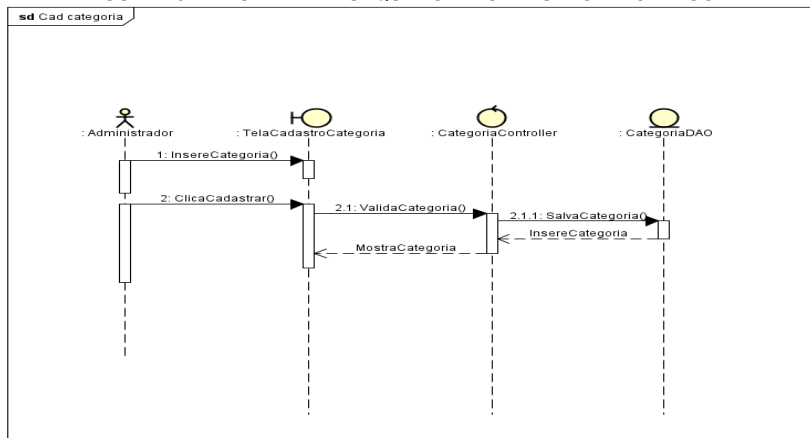 sd Cad categoria
: Administrador
: TelaCadastroCategoria
: CategoriaController
: CategoriaDAO
1: InsereCategoria()
2: ClicaCadastrar()
2.1: ValidaCategoria()
2.1.1: SalvaCategoria()
InsereCategoria
MostraCategoria